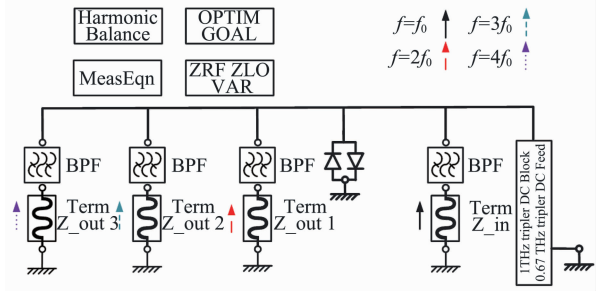 Harmonic
Balance
OPTIM
GOAL
MeasEqn
ZRF ZLO
VAR
f=f₀
f=3f₀
f=2f₀
f=4f₀
BPF
BPF
BPF
BPF
Term
Z_out 3
Term
Z_out 2
Term
Z_out 1
Term
Z_in
1THz tripler DC Block
0.67 THz tripler DC Feed